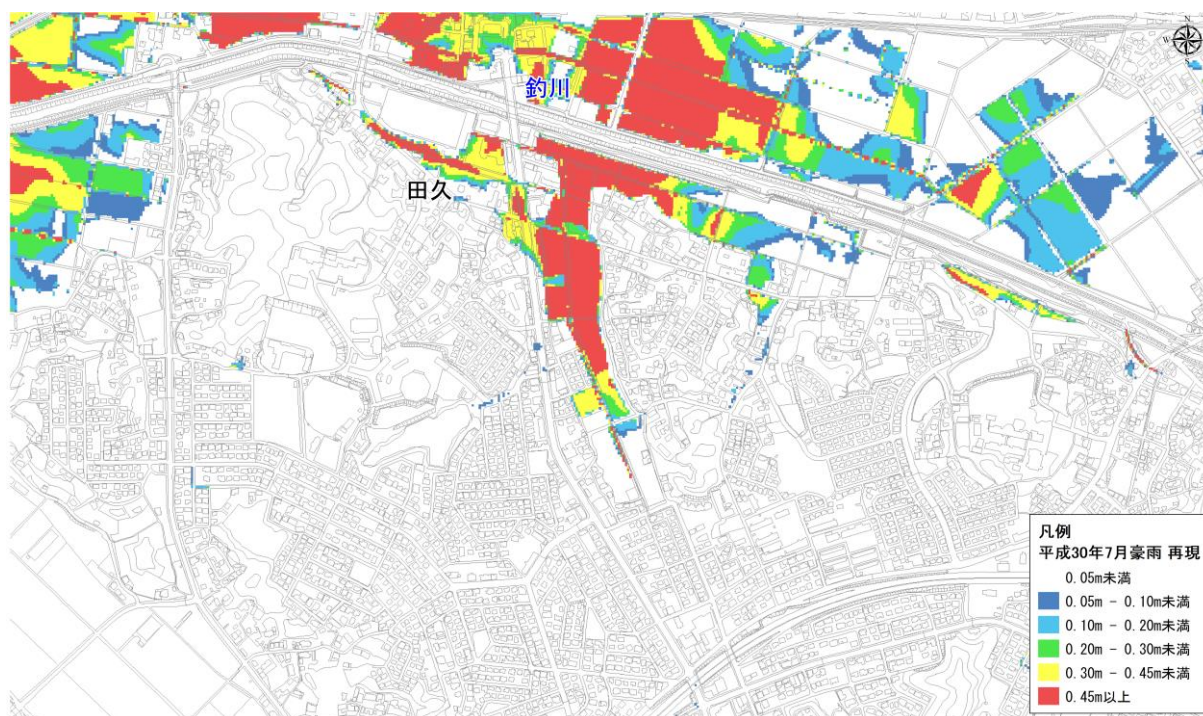 N
W
S
釣川
田久
凡例
平成30年7月豪雨 再現
0.05m未満
0.05m - 0.10m未満
0.10m - 0.20m未満
0.20m - 0.30m未満
0.30m - 0.45m未満
0.45m以上